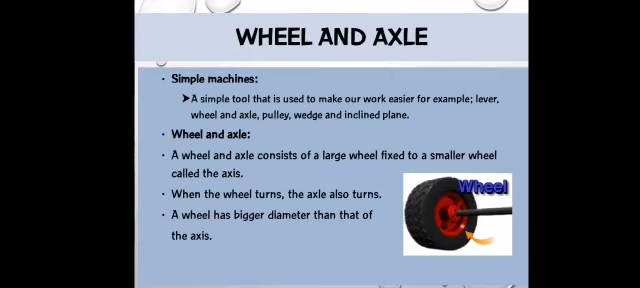 WHEEL AND AXLE
• Simple machines:
➤A simple tool that is used to make our work easier for example; lever,
wheel and axle, pulley, wedge and inclined plane.
• Wheel and axle:
• A wheel and axle consists of a large wheel fixed to a smaller wheel
called the axis.
• When the wheel turns, the axle also turns.
• A wheel has bigger diameter than that of
the axis.
Wheel